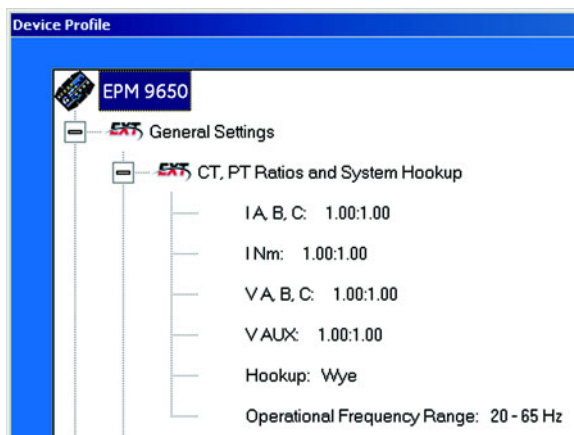 Device Profile
EPM 9650
EXT General Settings
EXT CT, PT Ratios and System Hookup
I A, B, C: 1.00:1.00
I Nm: 1.00:1.00
V A, B, C: 1.00:1.00
V AUX: 1.00:1.00
Hookup: Wye
Operational Frequency Range: 20 - 65 Hz